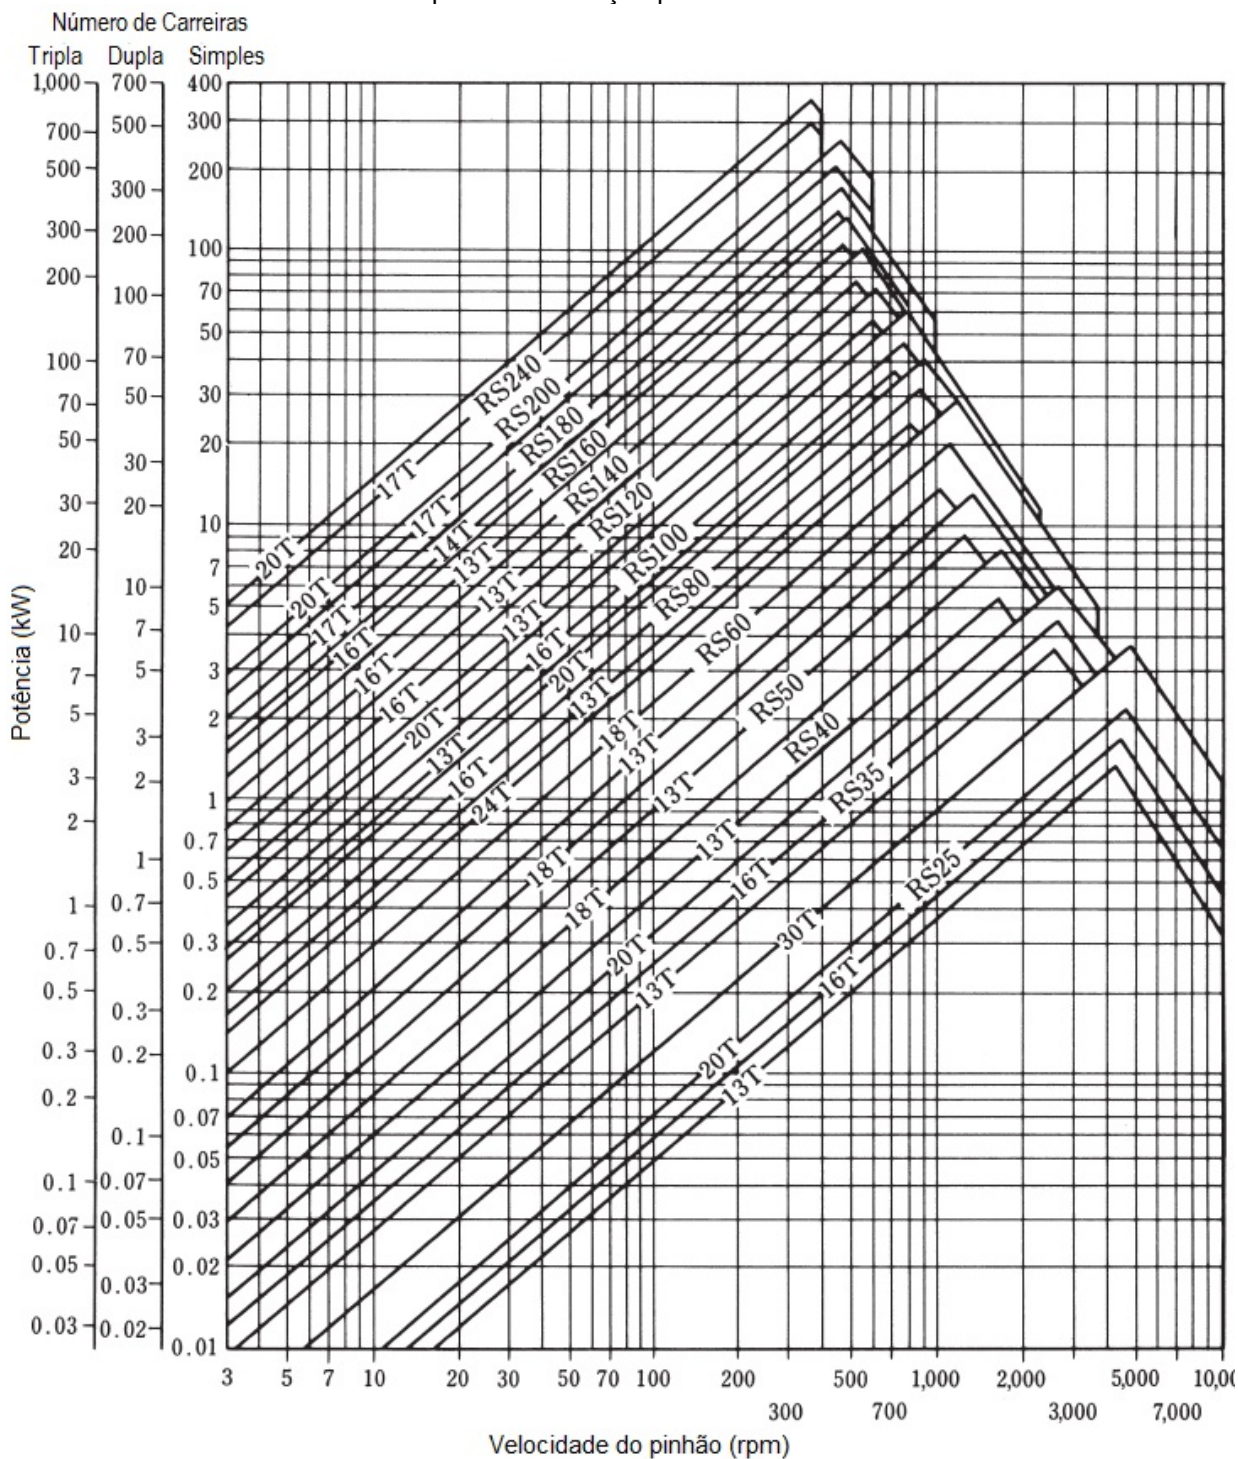 Número de Carreiras
Tripla Dupla Simples
1,000 700 400
700 500 300
500 300 200
300 200 100
200 100 70
100 70 50
70 50 30
50 30 20
30 20 10
20 10 7
10 7 5
7 5 3
5 3 2
3 2 1
2 1 0.7
1 0.7 0.5
0.7 0.5 0.3
0.5 0.3 0.2
0.3 0.2 0.1
0.2 0.1 0.07
0.1 0.07 0.05
0.07 0.05 0.03
0.05 0.03 0.02
0.03 0.02 0.01
Potência (kW)
RS240
RS200
RS180
RS160
RS140
RS120
RS100
RS80
RS60
RS50
RS40
RS35
RS25
17T
17T
14T
13T
13T
13T
16T
20T
13T
18T
13T
13T
13T
16T
30T
16T
20T
20T
17T
16T
16T
16T
20T
13T
16T
24T
18T
18T
20T
13T
20T
13T
3 5 7 10 20 30 50 70 100 200 500 1,000 2,000 5,000 10,00
300 700 3,000 7,000
Velocidade do pinhão (rpm)